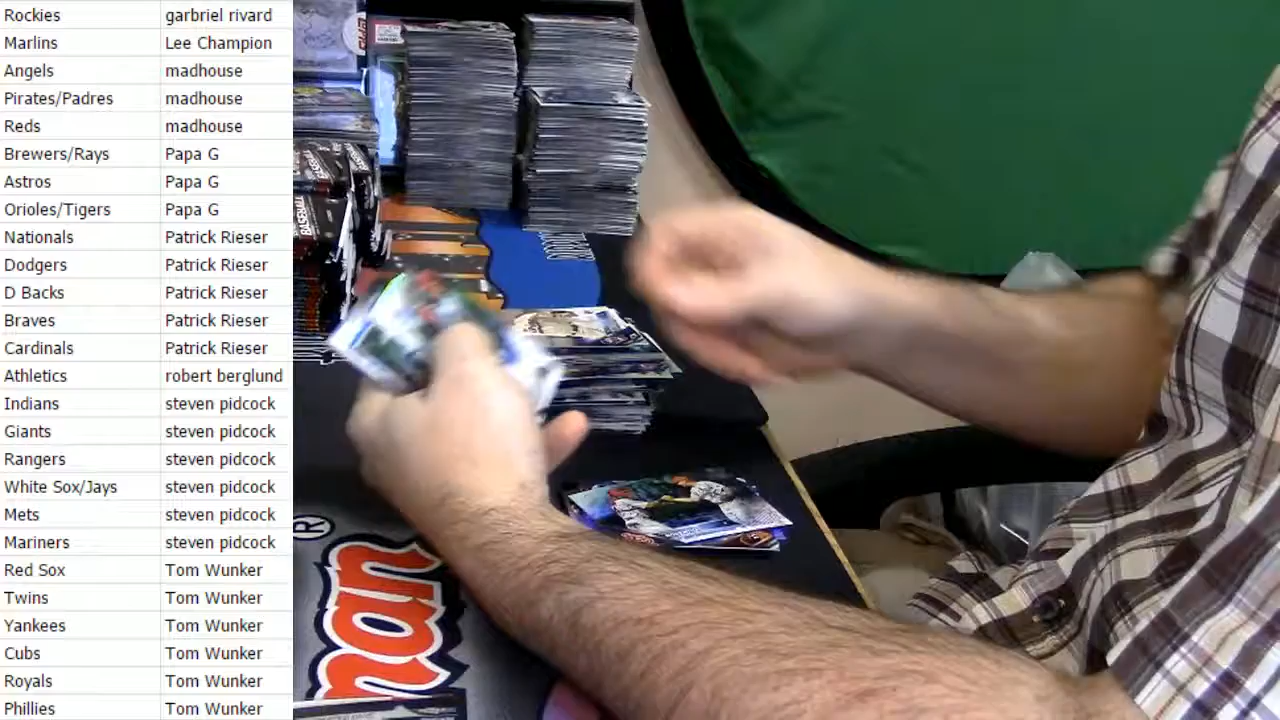 Rockies garbriel rivard
Marlins Lee Champion
Angels madhouse
Pirates/Padres madhouse
Reds madhouse
Brewers/Rays Papa G
Astros Papa G
Orioles/Tigers Papa G
Nationals Patrick Rieser
Dodgers Patrick Rieser
D Backs Patrick Rieser
Braves Patrick Rieser
Cardinals Patrick Rieser
Athletics robert berglund
Indians steven pidcock
Giants steven pidcock
Rangers steven pidcock
White Sox/Jays steven pidcock
Mets steven pidcock
Mariners steven pidcock
Red Sox Tom Wunker
Twins Tom Wunker
Yankees Tom Wunker
Cubs Tom Wunker
Royals Tom Wunker
Phillies Tom Wunker
BASEBALL
man ®